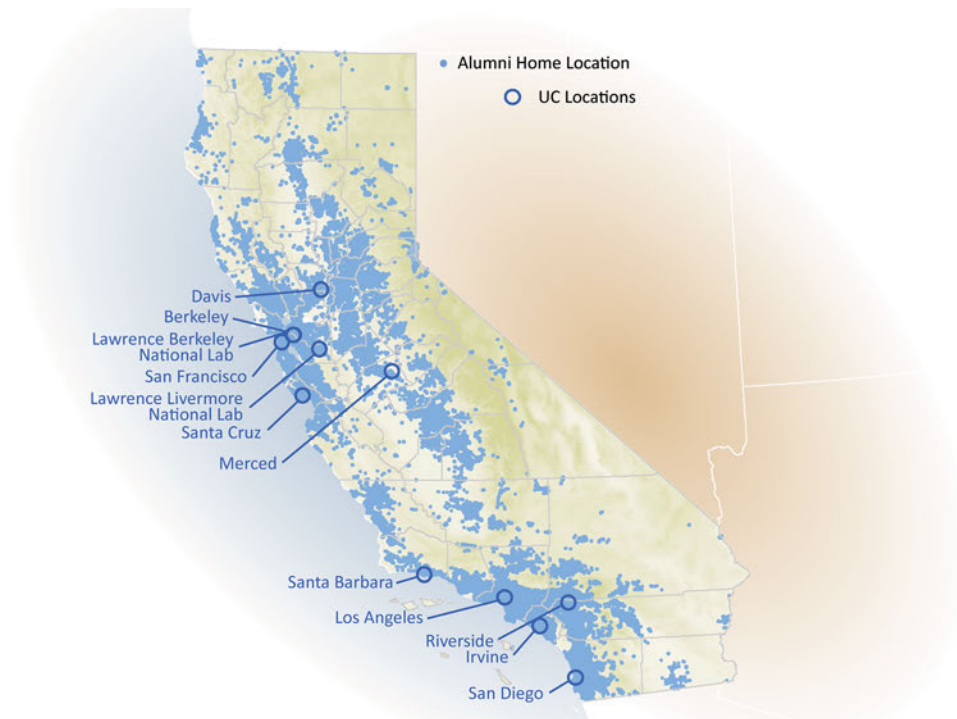 Alumni Home Location
UC Locations
Davis
Berkeley
Lawrence Berkeley
National Lab
San Francisco
Lawrence Livermore
National Lab
Santa Cruz
Merced
Santa Barbara
Los Angeles
Riverside
Irvine
San Diego